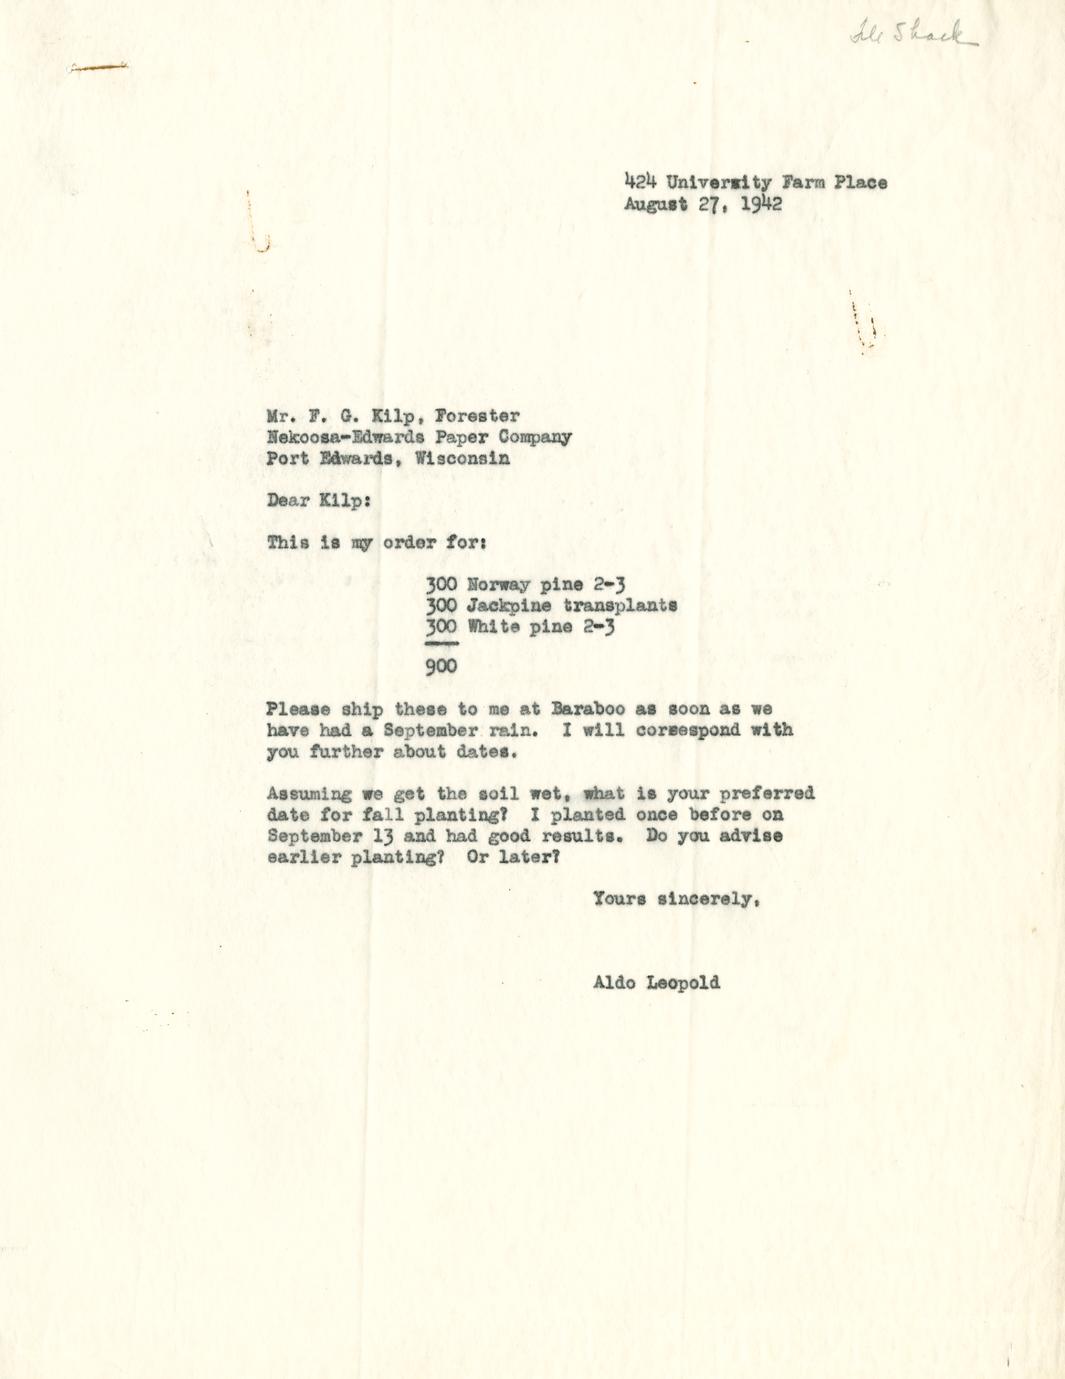 Shack
424 University Farm Place
August 27, 1942
Mr. F. G. Kilp, Forester
Nekoosa-Edwards Paper Company
Port Edwards, Wisconsin
Dear Kilp:
This is my order for:
300 Norway pine 2-3
300 Jackpine transplants
300 White pine 2-3
900
Please ship these to me at Baraboo as soon as we
have had a September rain.  I will correspond with
you further about dates.
Assuming we get the soil wet, what is your preferred
date for fall planting?  I planted once before on
September 13 and had good results.  Do you advise
earlier planting?  Or later?
Yours sincerely,
Aldo Leopold